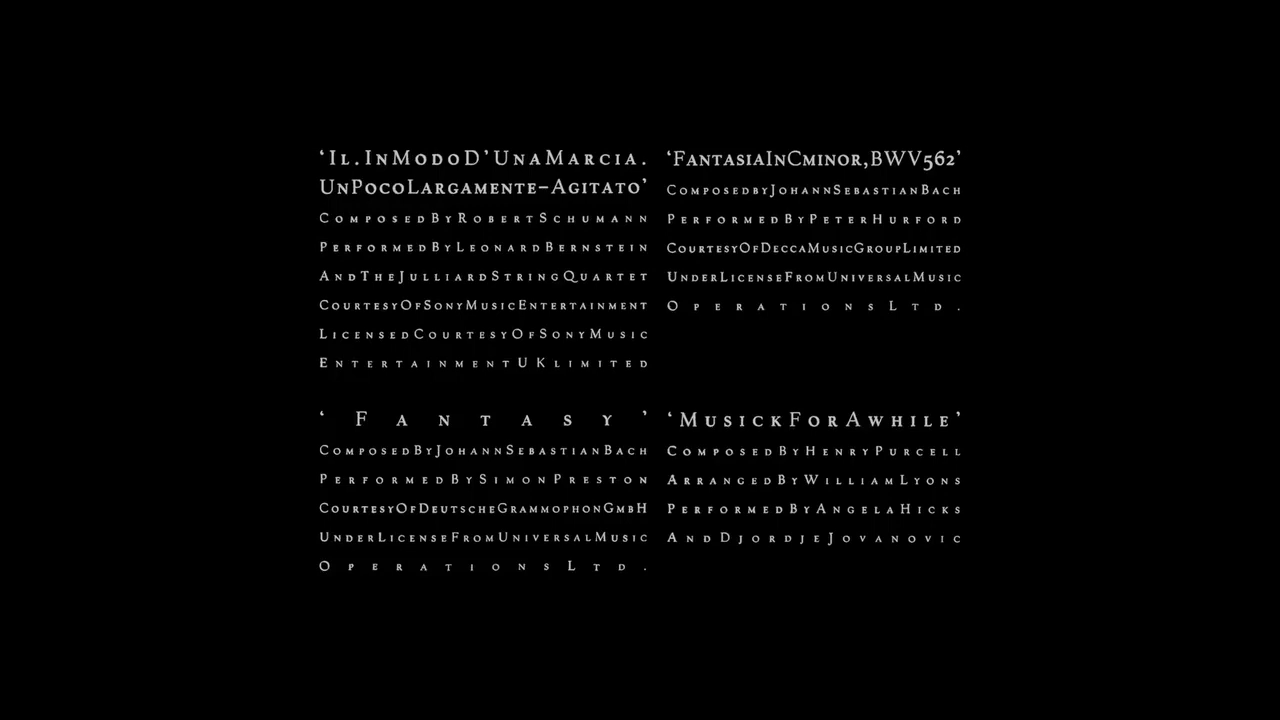 ‘Il. In Modo D’Una Marcia.
Un Poco Largamente–Agitato’
Composed By Robert Schumann
Performed By Leonard Bernstein
And The Julliard String Quartet
Courtesy Of Sony Music Entertainment
Licensed Courtesy Of Sony Music
Entertainment UK limited
‘Fantasia In Cminor, BWV562’
Composed by Johann Sebastian Bach
Performed By Peter Hurford
Courtesy Of Decca Music Group Limited
Under License From Universal Music
Operations Ltd.
‘Fantasy’
Composed By Johann Sebastian Bach
Performed By Simon Preston
Courtesy Of Deutsche Grammophon GmbH
Under License From Universal Music
Operations Ltd.
‘Musick For Awhile’
Composed By Henry Purcell
Arranged By William Lyons
Performed By Angela Hicks
And Djordje Jovanovic